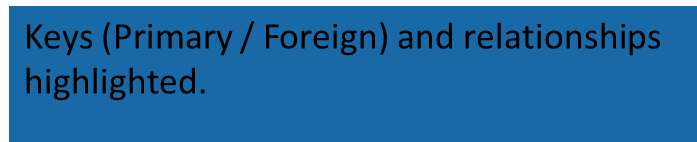 Keys (Primary / Foreign) and relationships
highlighted.